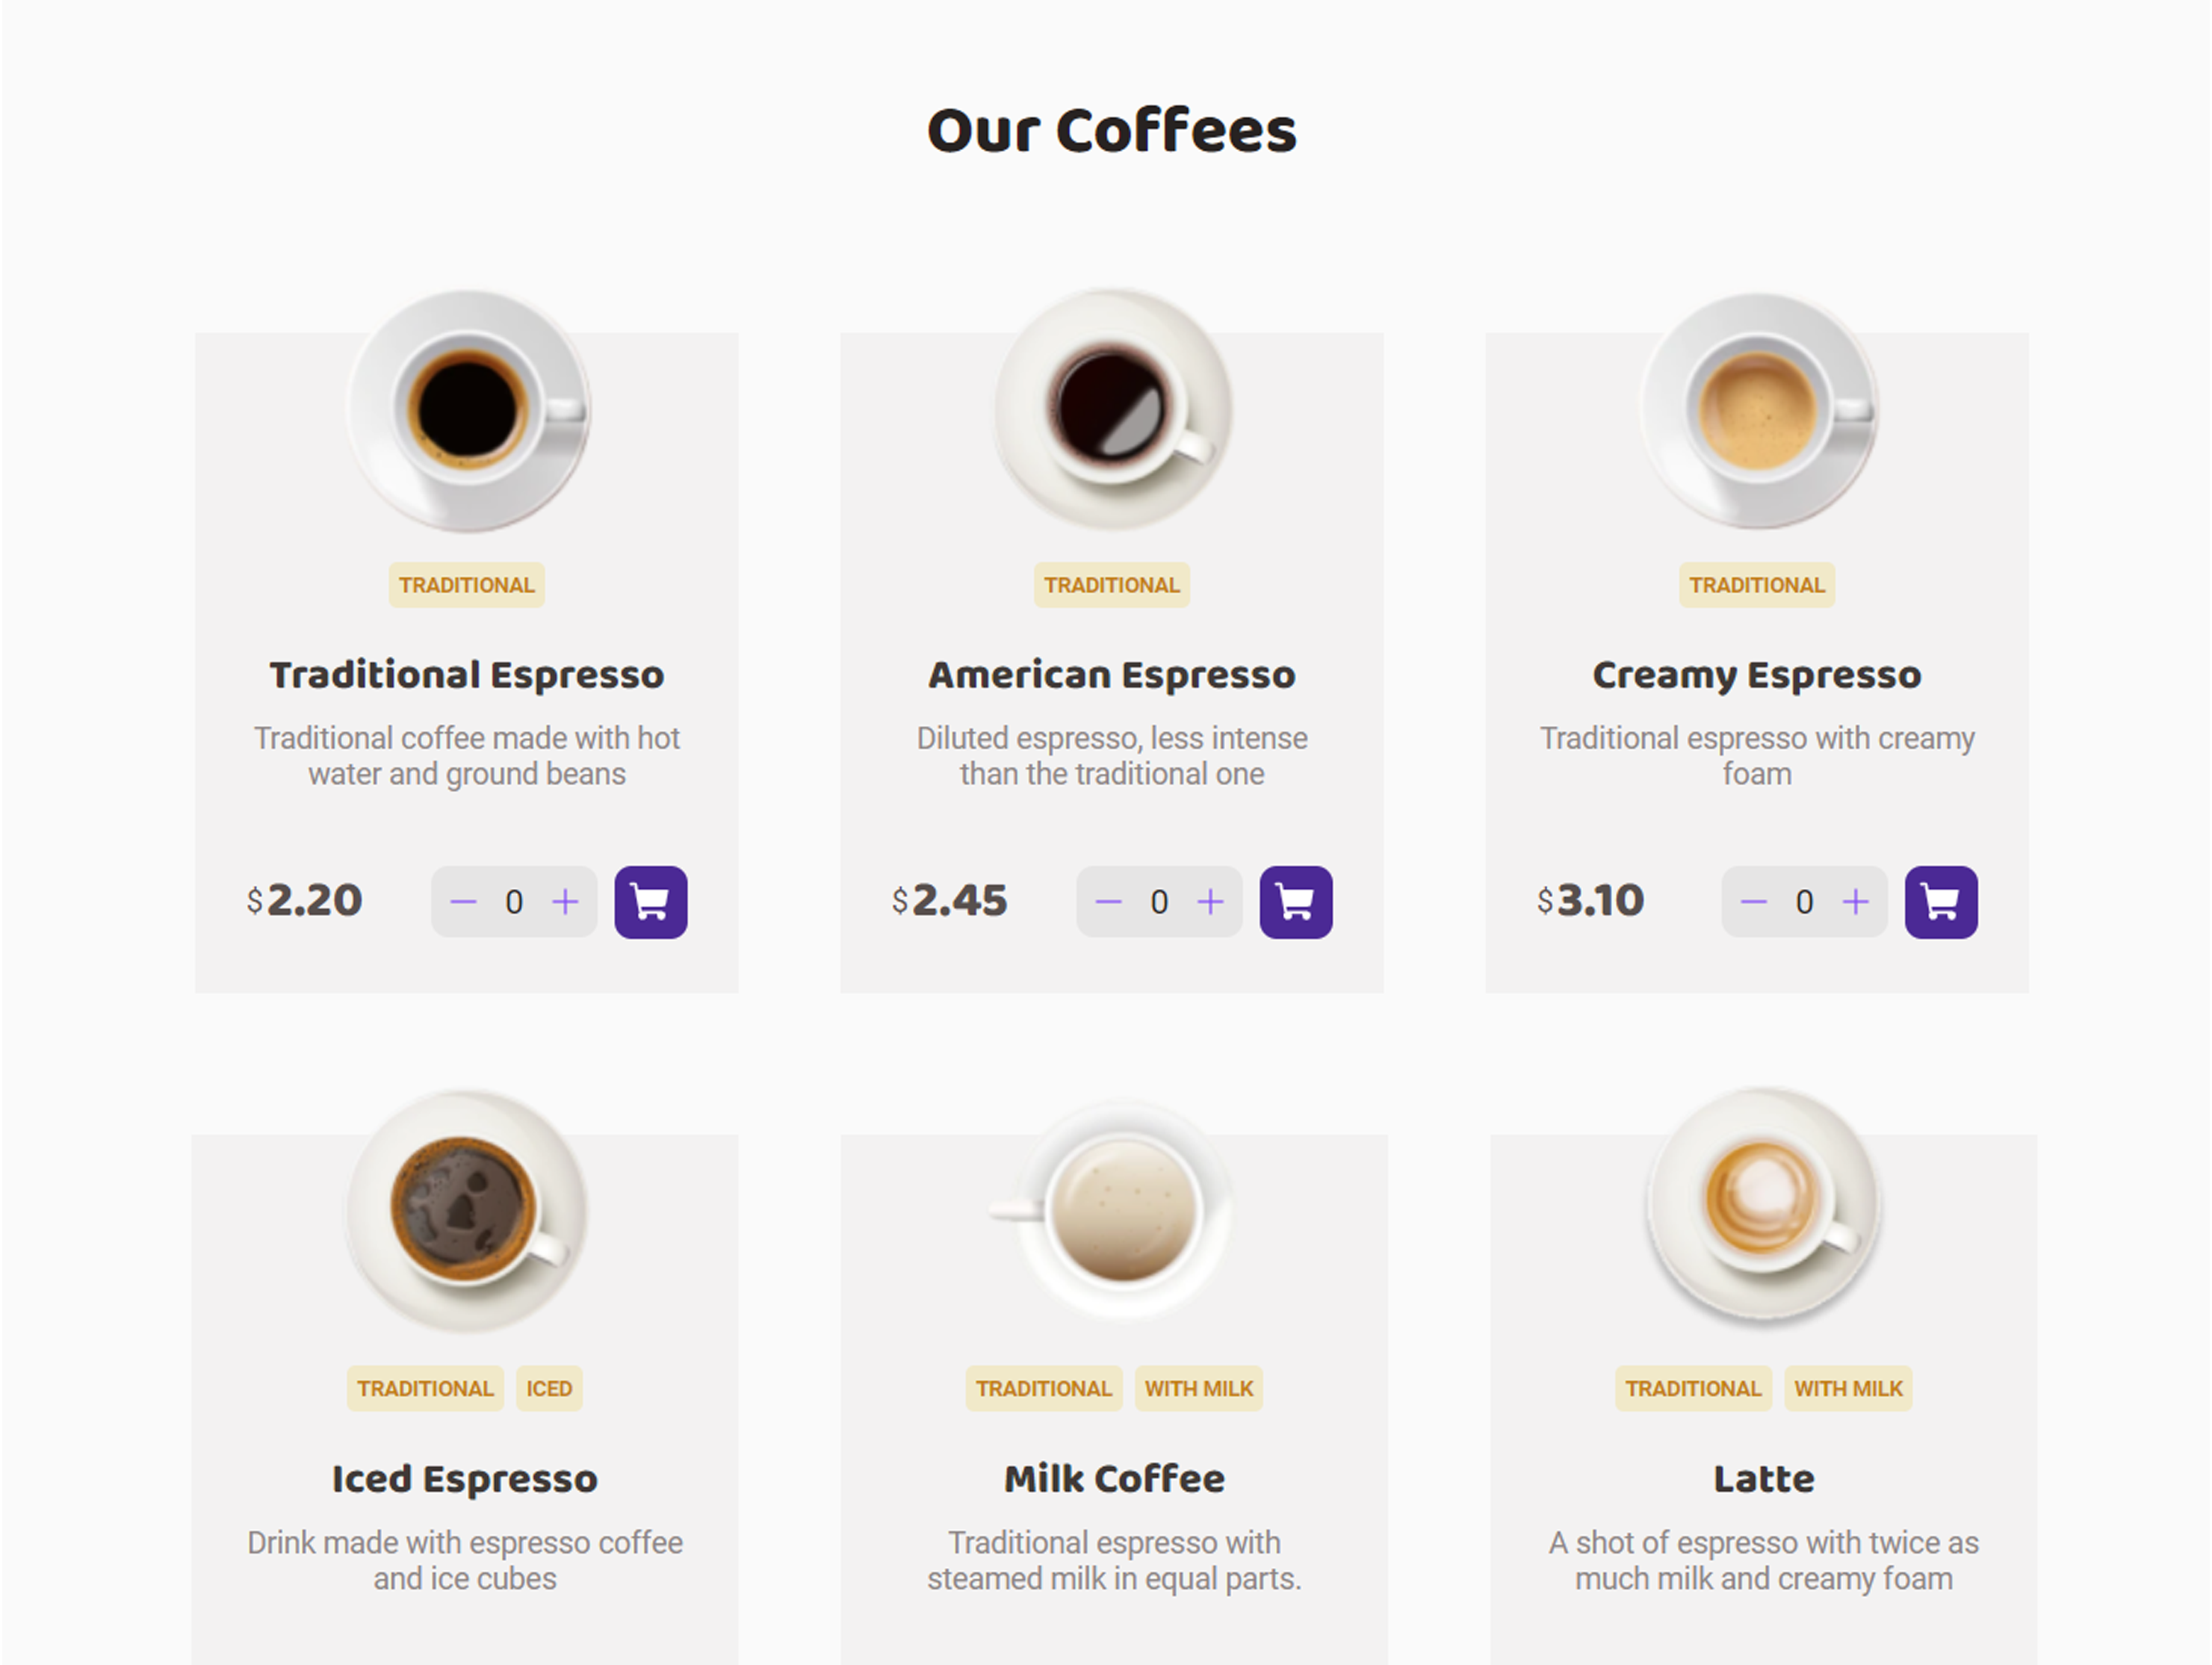 Our Coffees
TRADITIONAL
Traditional Espresso
Traditional coffee made with hot
water and ground beans
$2.20
— 0 +
TRADITIONAL
American Espresso
Diluted espresso, less intense
than the traditional one
$2.45
— 0 +
TRADITIONAL
Creamy Espresso
Traditional espresso with creamy
foam
$3.10
— 0 +
TRADITIONAL ICED
Iced Espresso
Drink made with espresso coffee
and ice cubes
TRADITIONAL WITH MILK
Milk Coffee
Traditional espresso with
steamed milk in equal parts.
TRADITIONAL WITH MILK
Latte
A shot of espresso with twice as
much milk and creamy foam